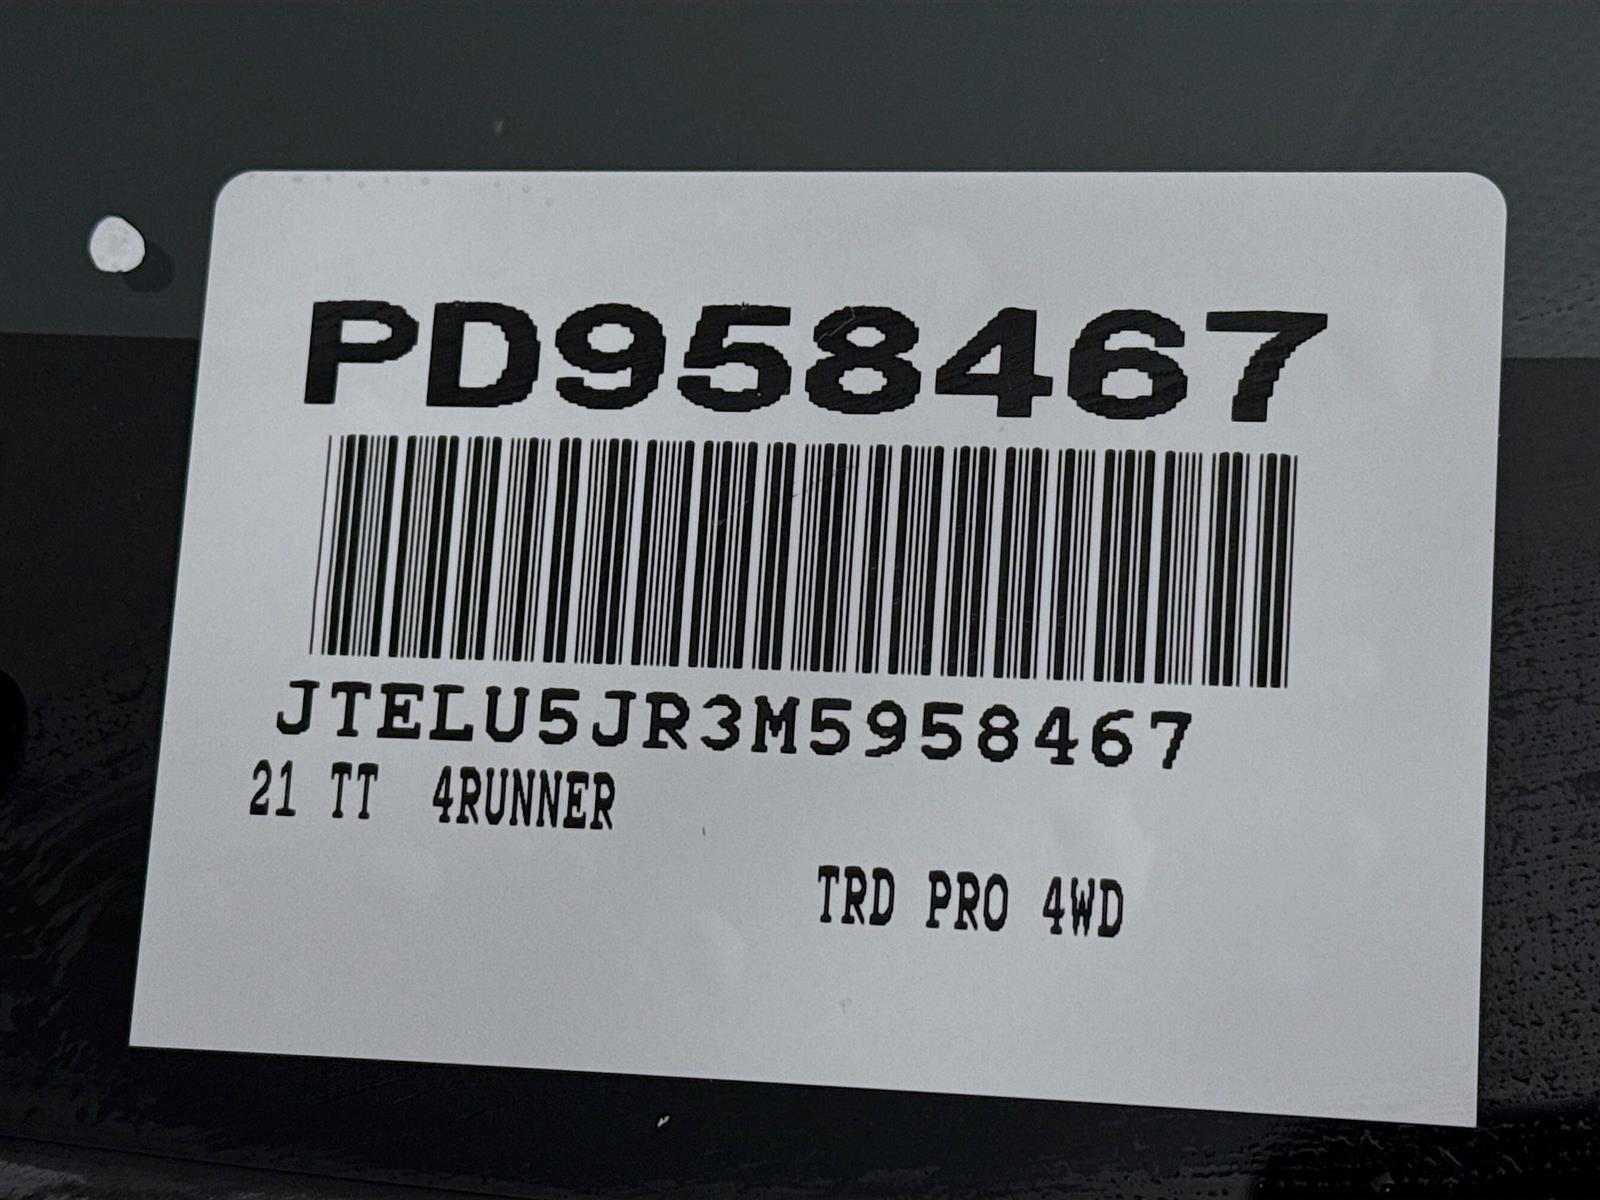 PD958467
JTELU5JR3M5958467
21 TT 4RUNNER
TRD PRO 4WD